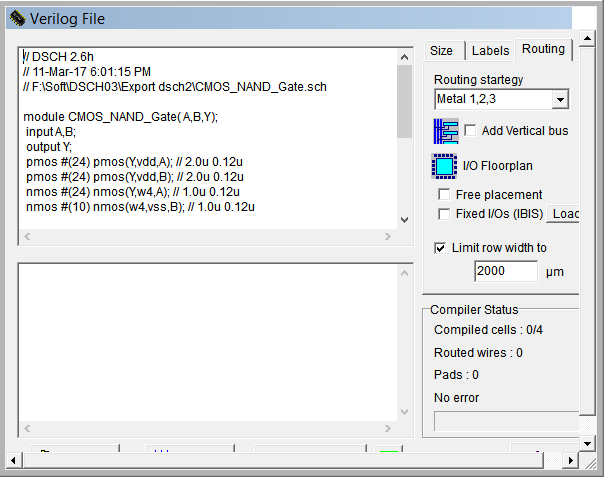 Verilog File
// DSCH 2.6h
// 11-Mar-17 6:01:15 PM
// F:\Soft\DSCH03\Export dsch2\CMOS_NAND_Gate.sch
module CMOS_NAND_Gate( A,B,Y);
input A,B;
output Y;
pmos #(24) pmos(Y,vdd,A); // 2.0u 0.12u
pmos #(24) pmos(Y,vdd,B); // 2.0u 0.12u
nmos #(24) nmos(Y,w4,A); // 1.0u 0.12u
nmos #(10) nmos(w4,vss,B); // 1.0u 0.12u
Size Labels Routing
Routing startegy
Metal 1,2,3
Add Vertical bus
I/O Floorplan
Free placement
Fixed I/Os (IBIS) Load
Limit row width to
2000 µm
Compiler Status
Compiled cells : 0/4
Routed wires : 0
Pads : 0
No error